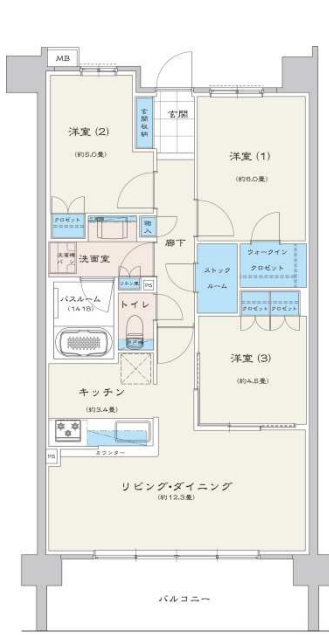 MB
玄関収納
玄関
洋室 (2)
(約5.0畳)
洋室 (1)
(約6.0畳)
廊下
クロゼット
物入
洗濯機
パン
洗面室
リネン庫
PS
ストック
ルーム
ウォークイン
クロゼット
クロゼット
クロゼット
バスルーム
(1418)
トイレ
洋室 (3)
(約4.5畳)
キッチン
(約3.4畳)
カウンター
リビング・ダイニング
(約12.3畳)
バルコニー